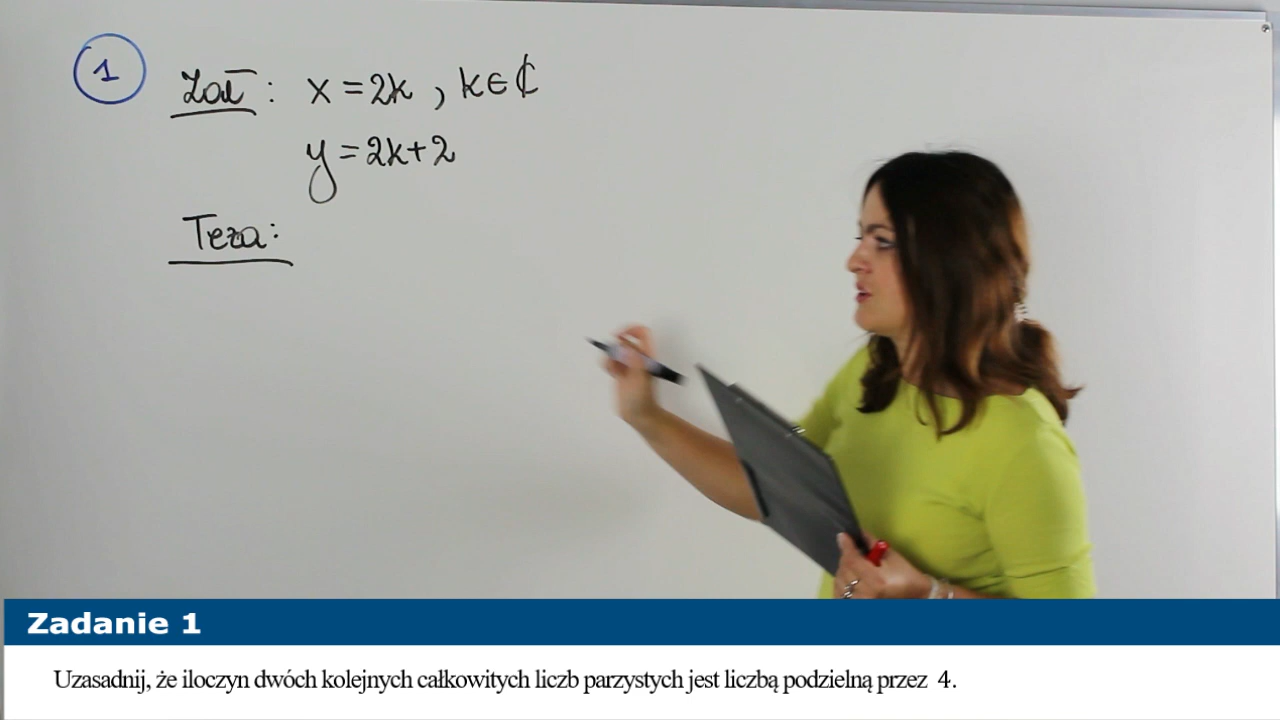 1
Zał: x = 2k, k ∈ ℂ
y = 2k + 2
Teza:
Zadanie 1
Uzasadnij, że iloczyn dwóch kolejnych całkowitych liczb parzystych jest liczbą podzielną przez 4.